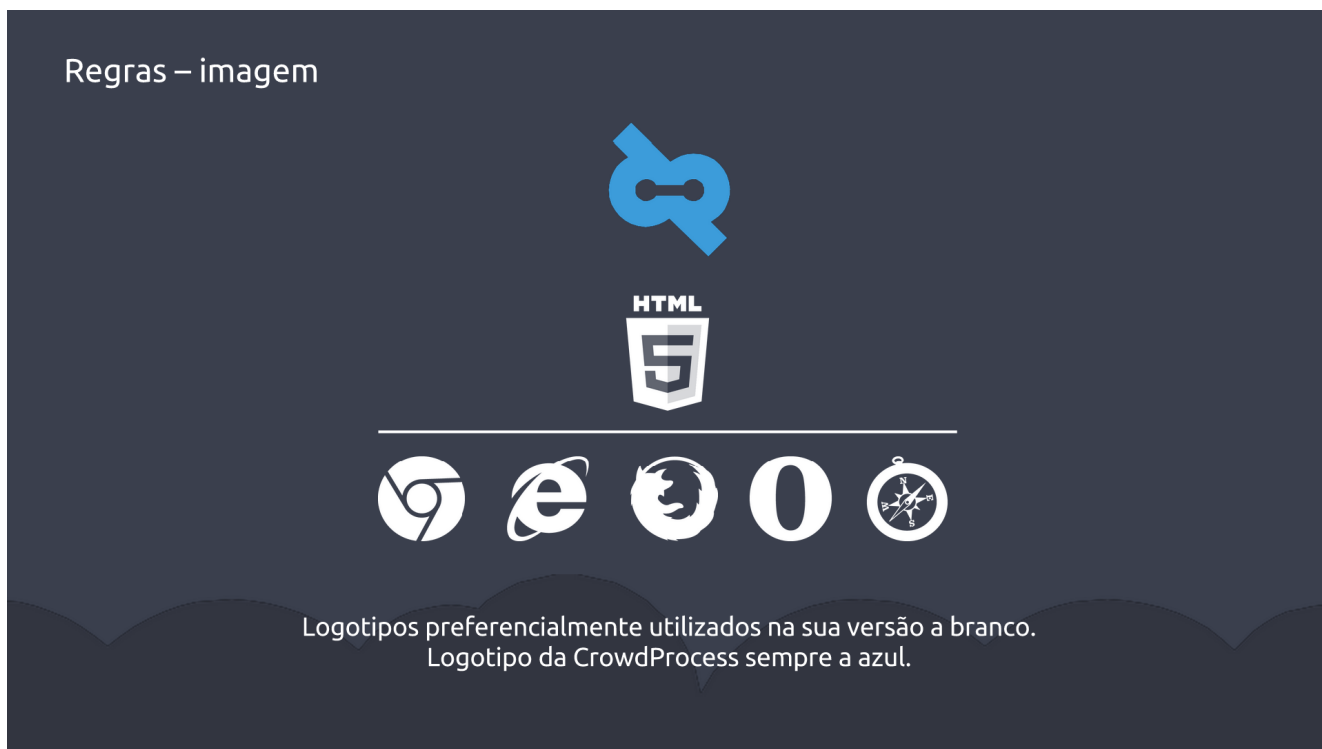 Regras – imagem
HTML
5
N
W E
S
Logotipos preferencialmente utilizados na sua versão a branco.
Logotipo da CrowdProcess sempre a azul.